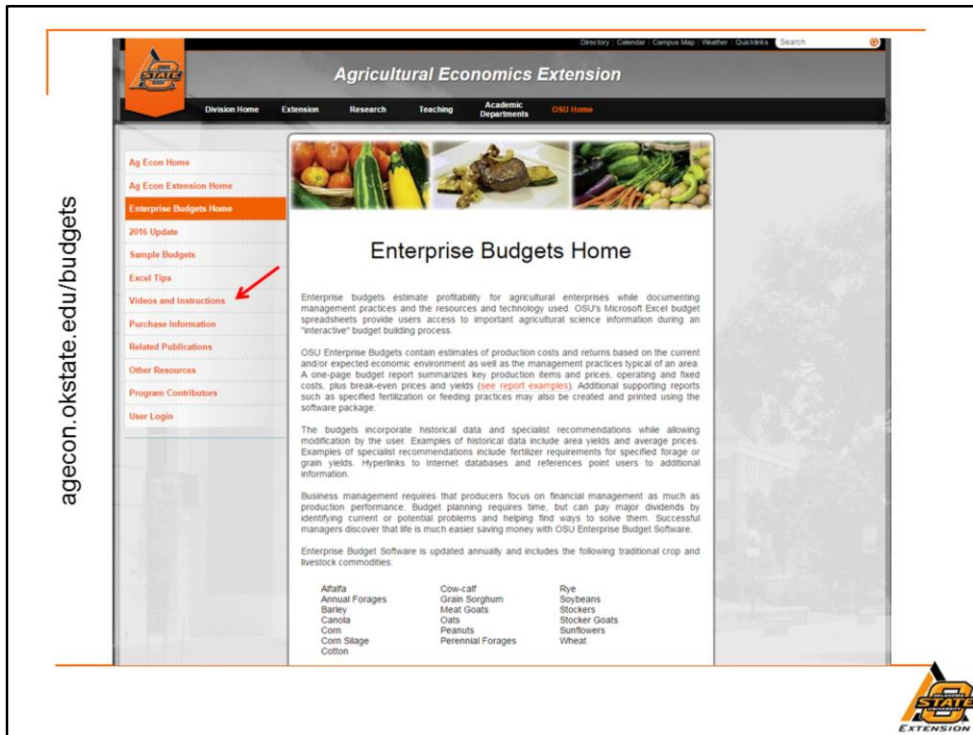 agecon.okstate.edu/budgets
Directory | Calendar | Campus Map | Weather | Quicklinks Search
STATE
Agricultural Economics Extension
Division Home Extension Research Teaching Academic Departments OSU Home
Ag Econ Home
Ag Econ Extension Home
Enterprise Budgets Home
2016 Update
Sample Budgets
Excel Tips
Videos and Instructions
Purchase Information
Related Publications
Other Resources
Program Contributors
User Login
Enterprise Budgets Home
Enterprise budgets estimate profitability for agricultural enterprises while documenting
management practices and the resources and technology used. OSU's Microsoft Excel budget
spreadsheets provide users access to important agricultural science information during an
"interactive" budget building process.
OSU Enterprise Budgets contain estimates of production costs and returns based on the current
and/or expected economic environment as well as the management practices typical of an area.
A one-page budget report summarizes key production items and prices, operating and fixed
costs, plus break-even prices and yields (see report examples). Additional supporting reports
such as specified fertilization or feeding practices may also be created and printed using the
software package.
The budgets incorporate historical data and specialist recommendations while allowing
modification by the user. Examples of historical data include area yields and average prices.
Examples of specialist recommendations include fertilizer requirements for specified forage or
grain yields. Hyperlinks to Internet databases and references point users to additional
information.
Business management requires that producers focus on financial management as much as
production performance. Budget planning requires time, but can pay major dividends by
identifying current or potential problems and helping find ways to solve them. Successful
managers discover that life is much easier saving money with OSU Enterprise Budget Software.
Enterprise Budget Software is updated annually and includes the following traditional crop and
livestock commodities:
Alfalfa Cow-calf Rye
Annual Forages Grain Sorghum Soybeans
Barley Meat Goats Stockers
Canola Oats Stocker Goats
Corn Peanuts Sunflowers
Corn Silage Perennial Forages Wheat
Cotton
OKLAHOMA
STATE
UNIVERSITY
EXTENSION